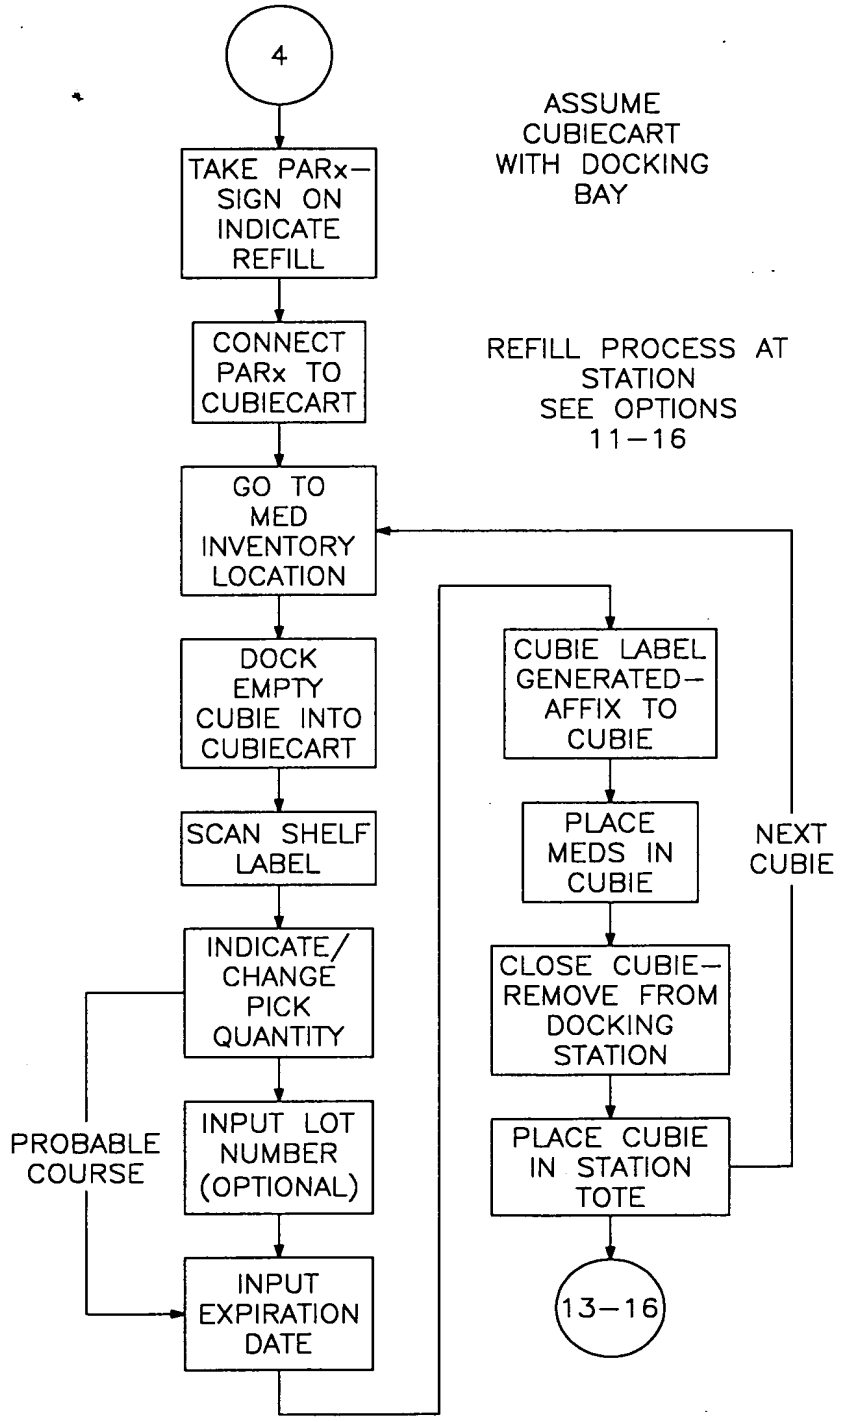 4
ASSUME
CUBIECART
WITH DOCKING
BAY
TAKE PARx—
SIGN ON
INDICATE
REFILL
CONNECT
PARx TO
CUBIECART
REFILL PROCESS AT
STATION
SEE OPTIONS
11—16
GO TO
MED
INVENTORY
LOCATION
DOCK
EMPTY
CUBIE INTO
CUBIECART
SCAN SHELF
LABEL
INDICATE/
CHANGE
PICK
QUANTITY
PROBABLE
COURSE
INPUT LOT
NUMBER
(OPTIONAL)
INPUT
EXPIRATION
DATE
CUBIE LABEL
GENERATED—
AFFIX TO
CUBIE
PLACE
MEDS IN
CUBIE
NEXT
CUBIE
CLOSE CUBIE—
REMOVE FROM
DOCKING
STATION
PLACE CUBIE
IN STATION
TOTE
13—16